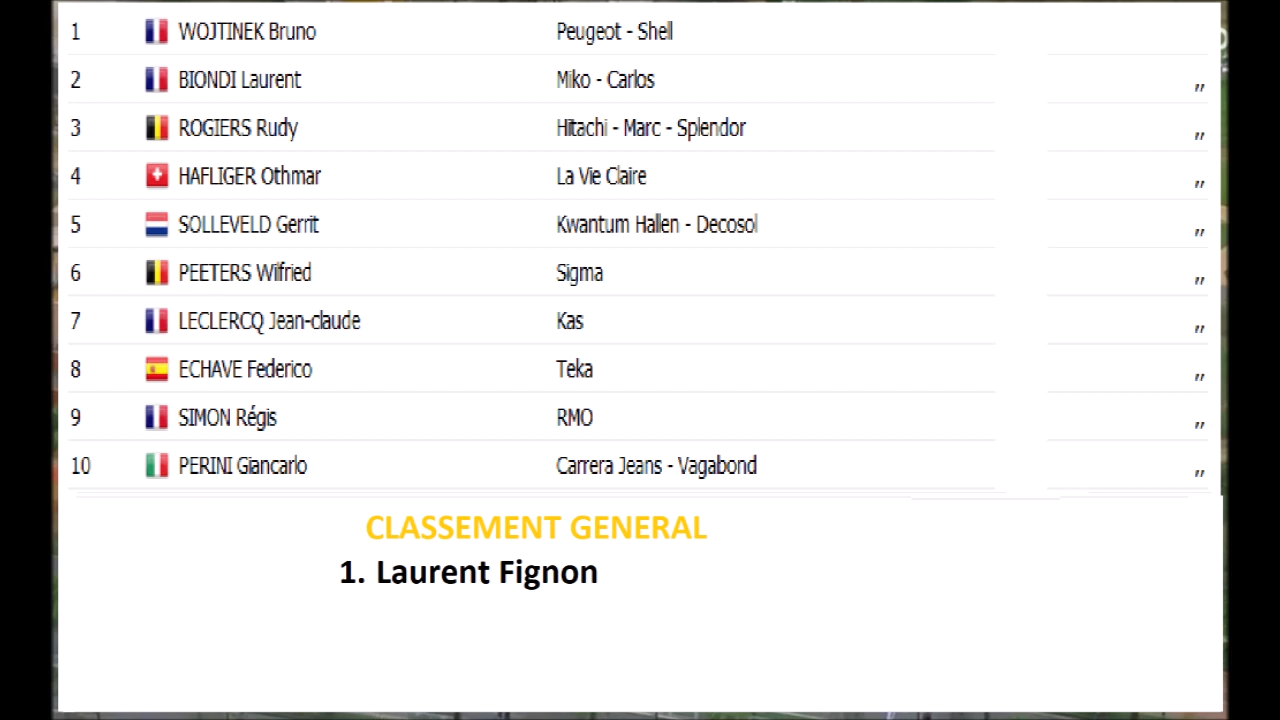 1 WOJTINEK Bruno Peugeot - Shell
2 BIONDI Laurent Miko - Carlos ,,
3 ROGIERS Rudy Hitachi - Marc - Splendor ,,
4 HAFLIGER Othmar La Vie Claire ,,
5 SOLLEVELD Gerrit Kwantum Hallen - Decosol ,,
6 PEETERS Wilfried Sigma ,,
7 LECLERCQ Jean-claude Kas ,,
8 ECHAVE Federico Teka ,,
9 SIMON Régis RMO ,,
10 PERINI Giancarlo Carrera Jeans - Vagabond ,,
CLASSEMENT GENERAL
1. Laurent Fignon